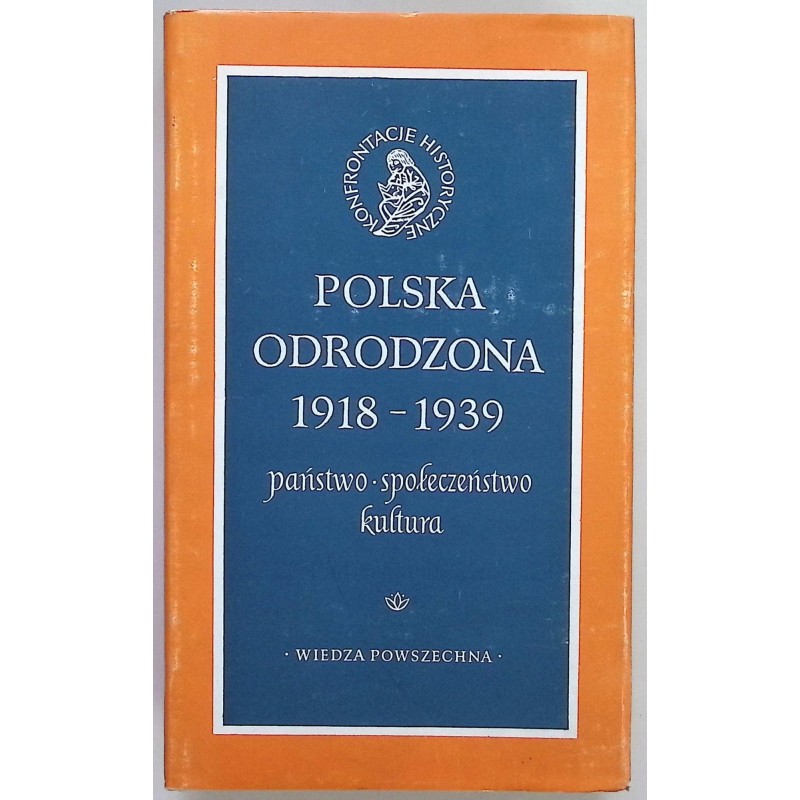 KONFRONTACJE HISTORYCZNE
POLSKA
ODRODZONA
1918 - 1939
państwo · społeczeństwo
kultura
· WIEDZA POWSZECHNA ·